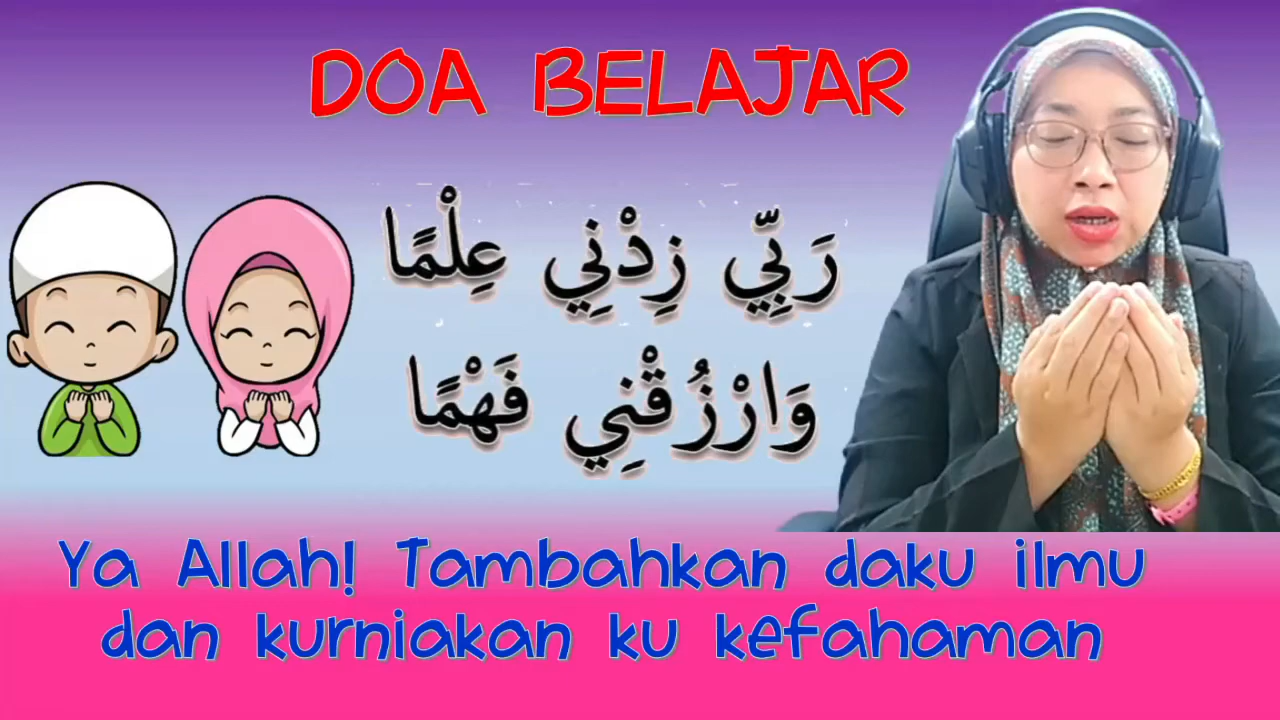 DOA BELAJAR
رَبِّي زِدْنِي عِلْمًا
وَارْزُقْنِي فَهْمًا
Ya Allah! Tambahkan daku ilmu
dan kurniakan ku kefahaman